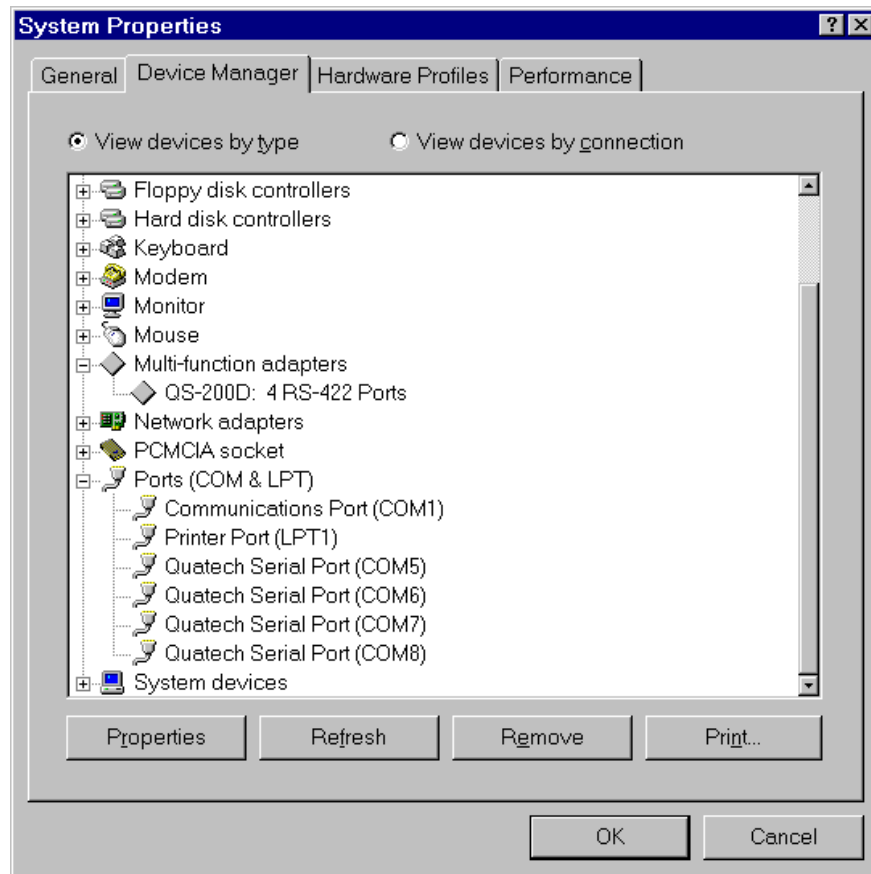 System Properties
General Device Manager Hardware Profiles Performance
View devices by type View devices by connection
Floppy disk controllers
Hard disk controllers
Keyboard
Modem
Monitor
Mouse
Multi-function adapters
QS-200D: 4 RS-422 Ports
Network adapters
PCMCIA socket
Ports (COM & LPT)
Communications Port (COM1)
Printer Port (LPT1)
Quatech Serial Port (COM5)
Quatech Serial Port (COM6)
Quatech Serial Port (COM7)
Quatech Serial Port (COM8)
System devices
Properties Refresh Remove Print...
OK Cancel